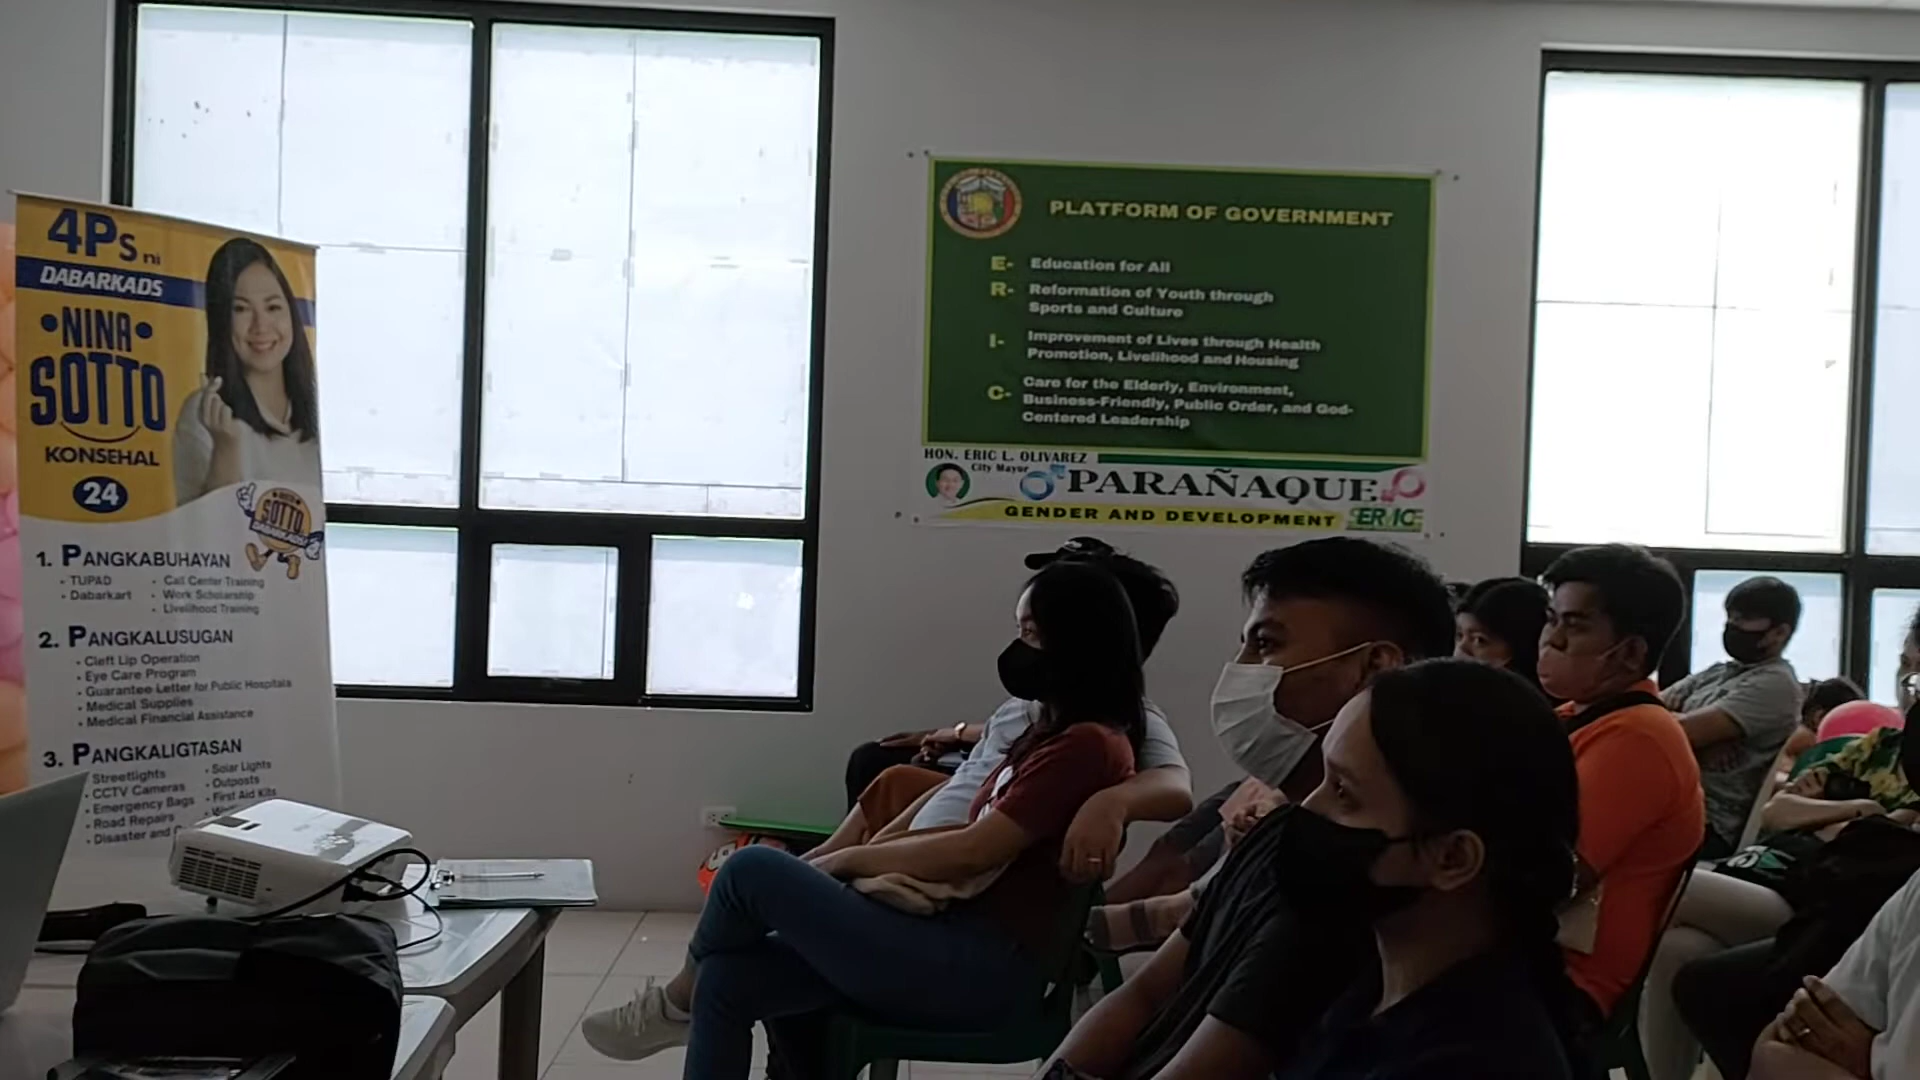 4Ps ni
DABARKADS
•NINA•
SOTTO
KONSEHAL
24
SOTTO
DABARKADS
1. PANGKABUHAYAN
• TUPAD
• Dabarkart
• Call Center Training
• Work Scholarship
• Livelihood Training
2. PANGKALUSUGAN
• Cleft Lip Operation
• Eye Care Program
• Guarantee Letter for Public Hospitals
• Medical Supplies
• Medical Financial Assistance
3. PANGKALIGTASAN
• Streetlights
• CCTV Cameras
• Emergency Bags
• Road Repairs
• Disaster and
• Solar Lights
• Outposts
• First Aid Kits
PLATFORM OF GOVERNMENT
E- Education for All
R- Reformation of Youth through
Sports and Culture
I- Improvement of Lives through Health
Promotion, Livelihood and Housing
C- Care for the Elderly, Environment,
Business-Friendly, Public Order, and God-
Centered Leadership
HON. ERIC L. OLIVAREZ
City Mayor
PARAÑAQUE
GENDER AND DEVELOPMENT